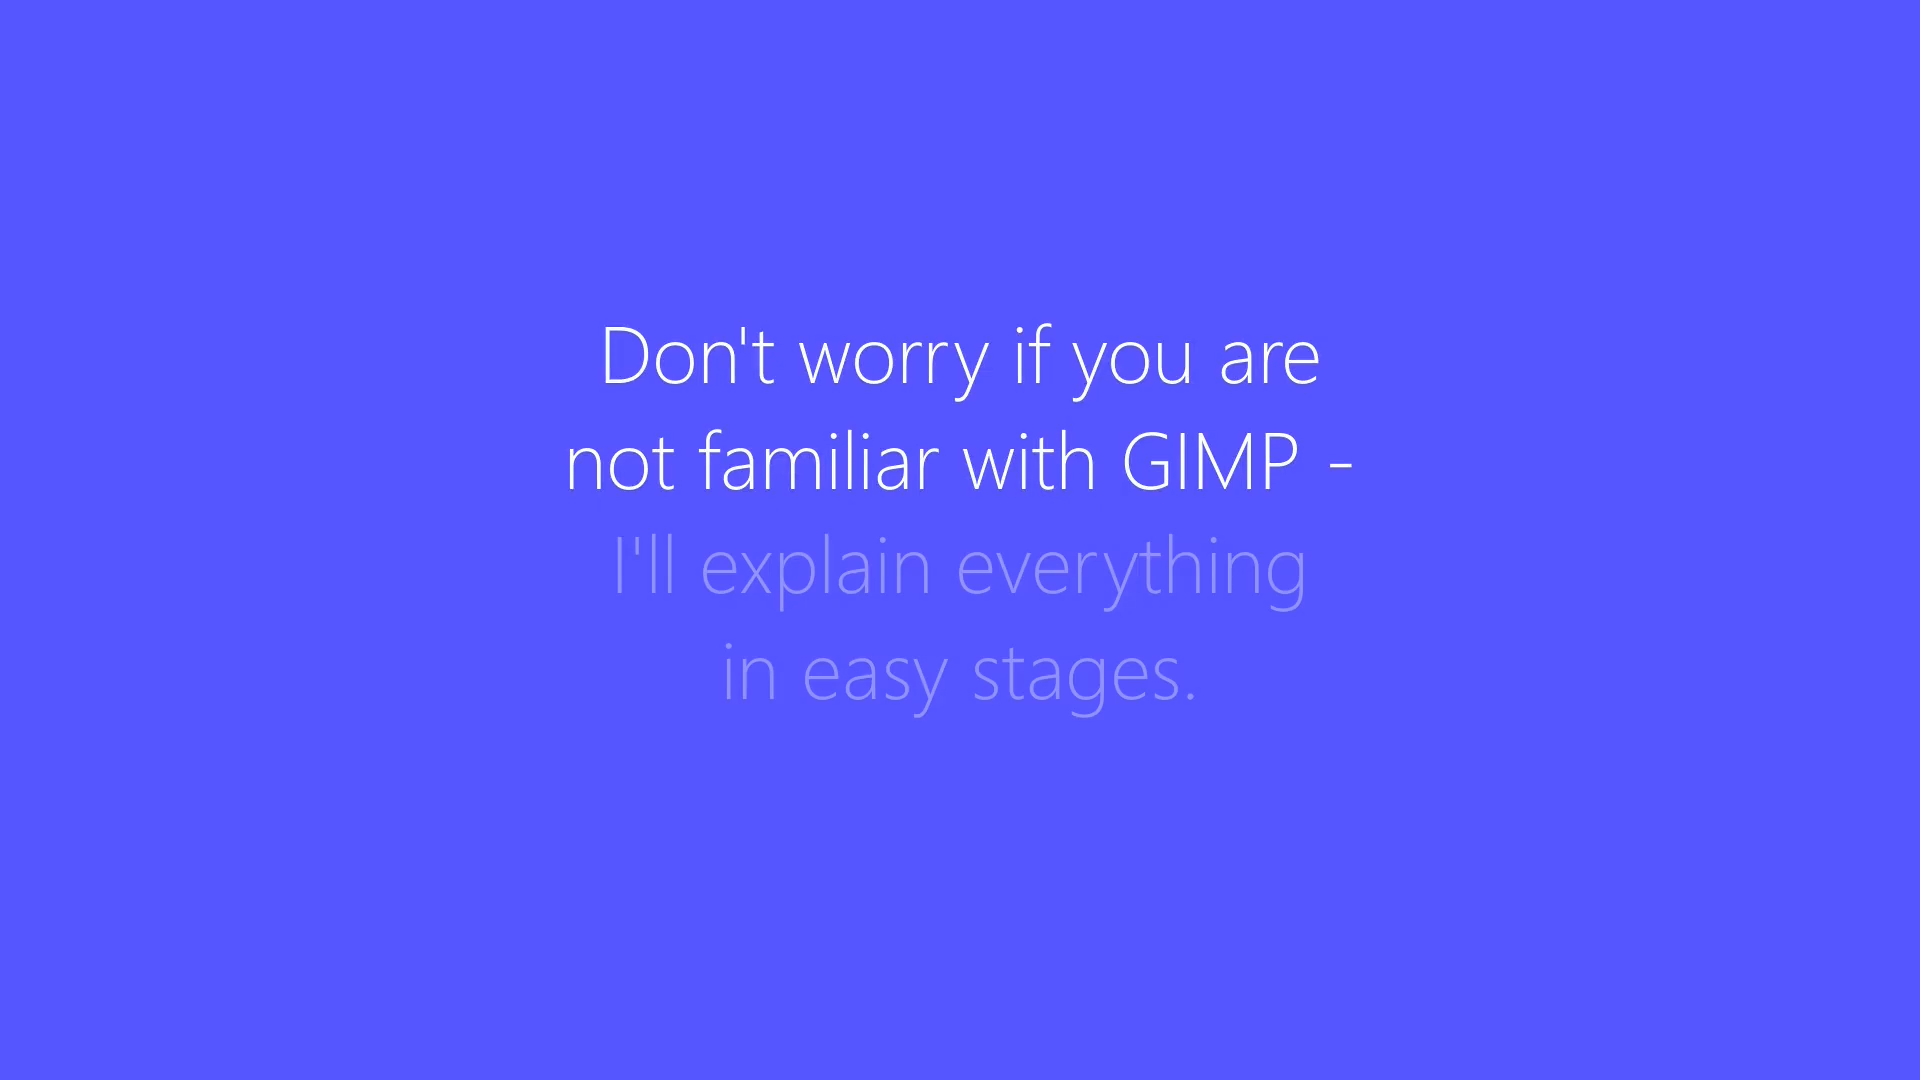 Don't worry if you are
not familiar with GIMP -
I'll explain everything
in easy stages.